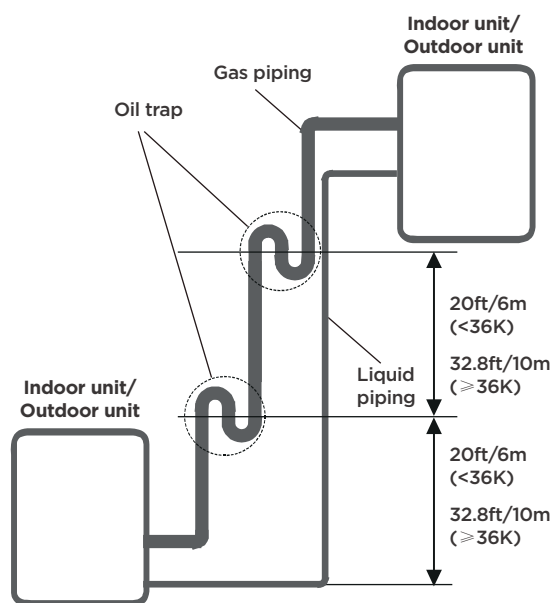 Indoor unit/
Outdoor unit
Gas piping
Oil trap
20ft/6m
(<36K)
32.8ft/10m
(⩾36K)
Liquid
piping
Indoor unit/
Outdoor unit
20ft/6m
(<36K)
32.8ft/10m
(⩾36K)